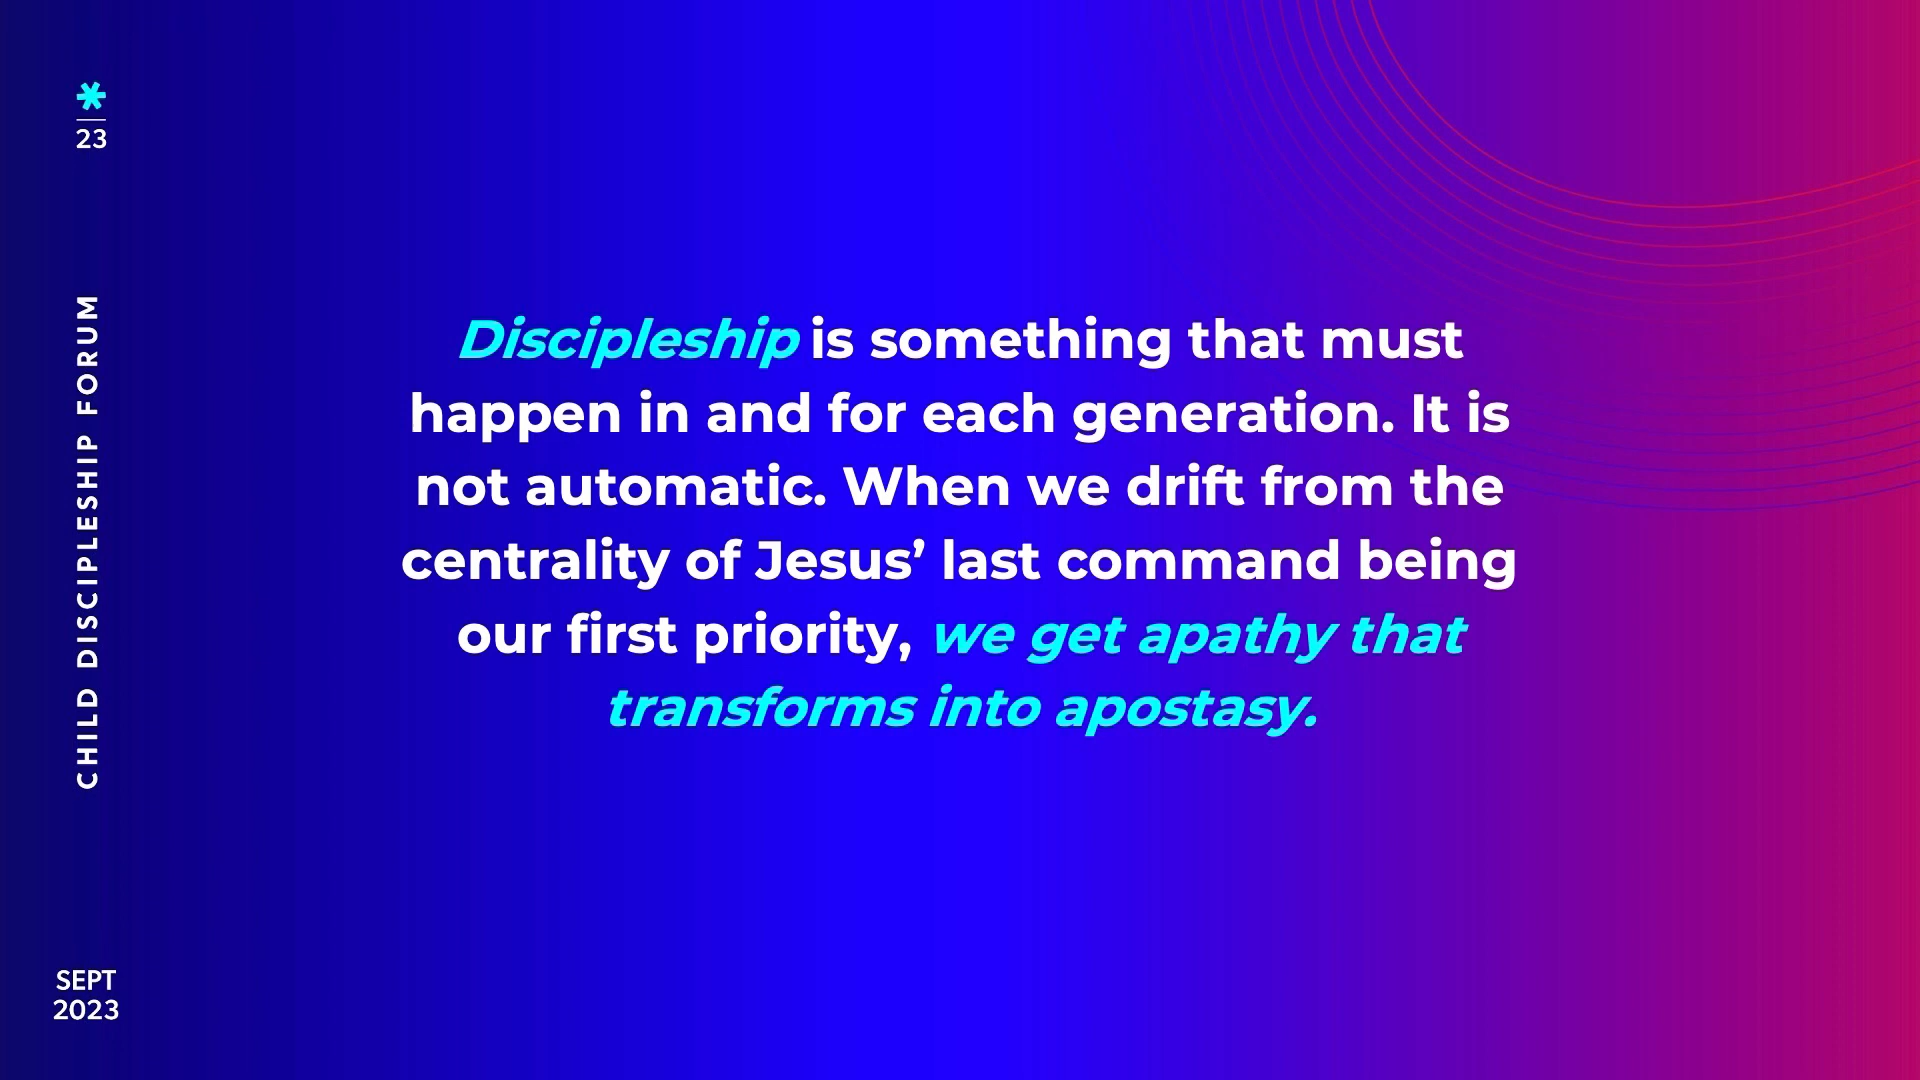 23
CHILD DISCIPLESHIP FORUM
SEPT
2023
Discipleship is something that must
happen in and for each generation. It is
not automatic. When we drift from the
centrality of Jesus’ last command being
our first priority, we get apathy that
transforms into apostasy.